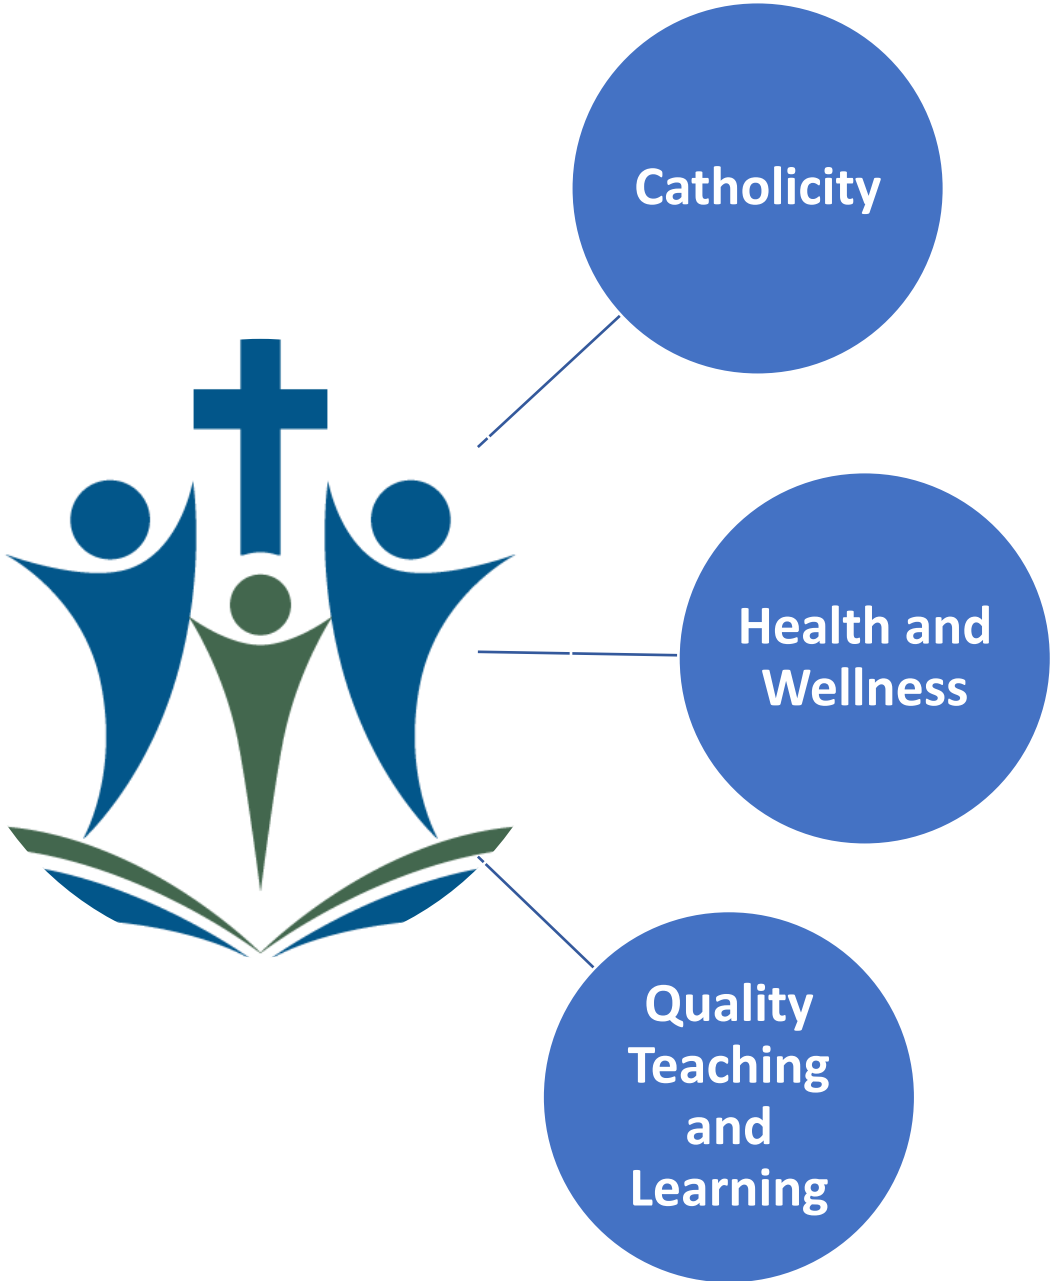 Catholicity
Health and
Wellness
Quality
Teaching
and
Learning